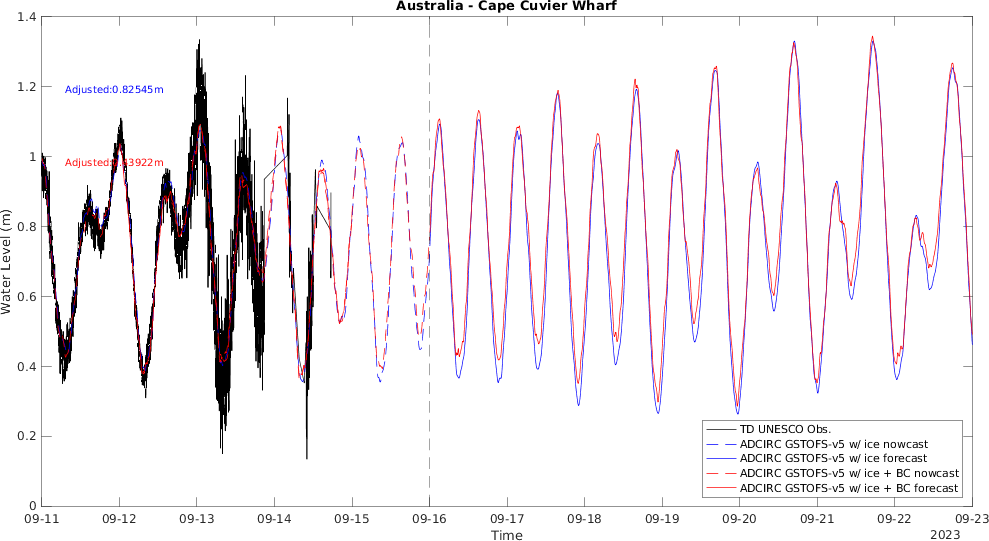 Australia - Cape Cuvier Wharf
1.4
1.2
1
0.8
0.6
0.4
0.2
0
Water Level (m)
Adjusted:0.82545m
Adjusted:0.83922m
TD UNESCO Obs.
ADCIRC GSTOFS-v5 w/ ice nowcast
ADCIRC GSTOFS-v5 w/ ice forecast
ADCIRC GSTOFS-v5 w/ ice + BC nowcast
ADCIRC GSTOFS-v5 w/ ice + BC forecast
09-11 09-12 09-13 09-14 09-15 09-16 09-17 09-18 09-19 09-20 09-21 09-22 09-23
Time
2023